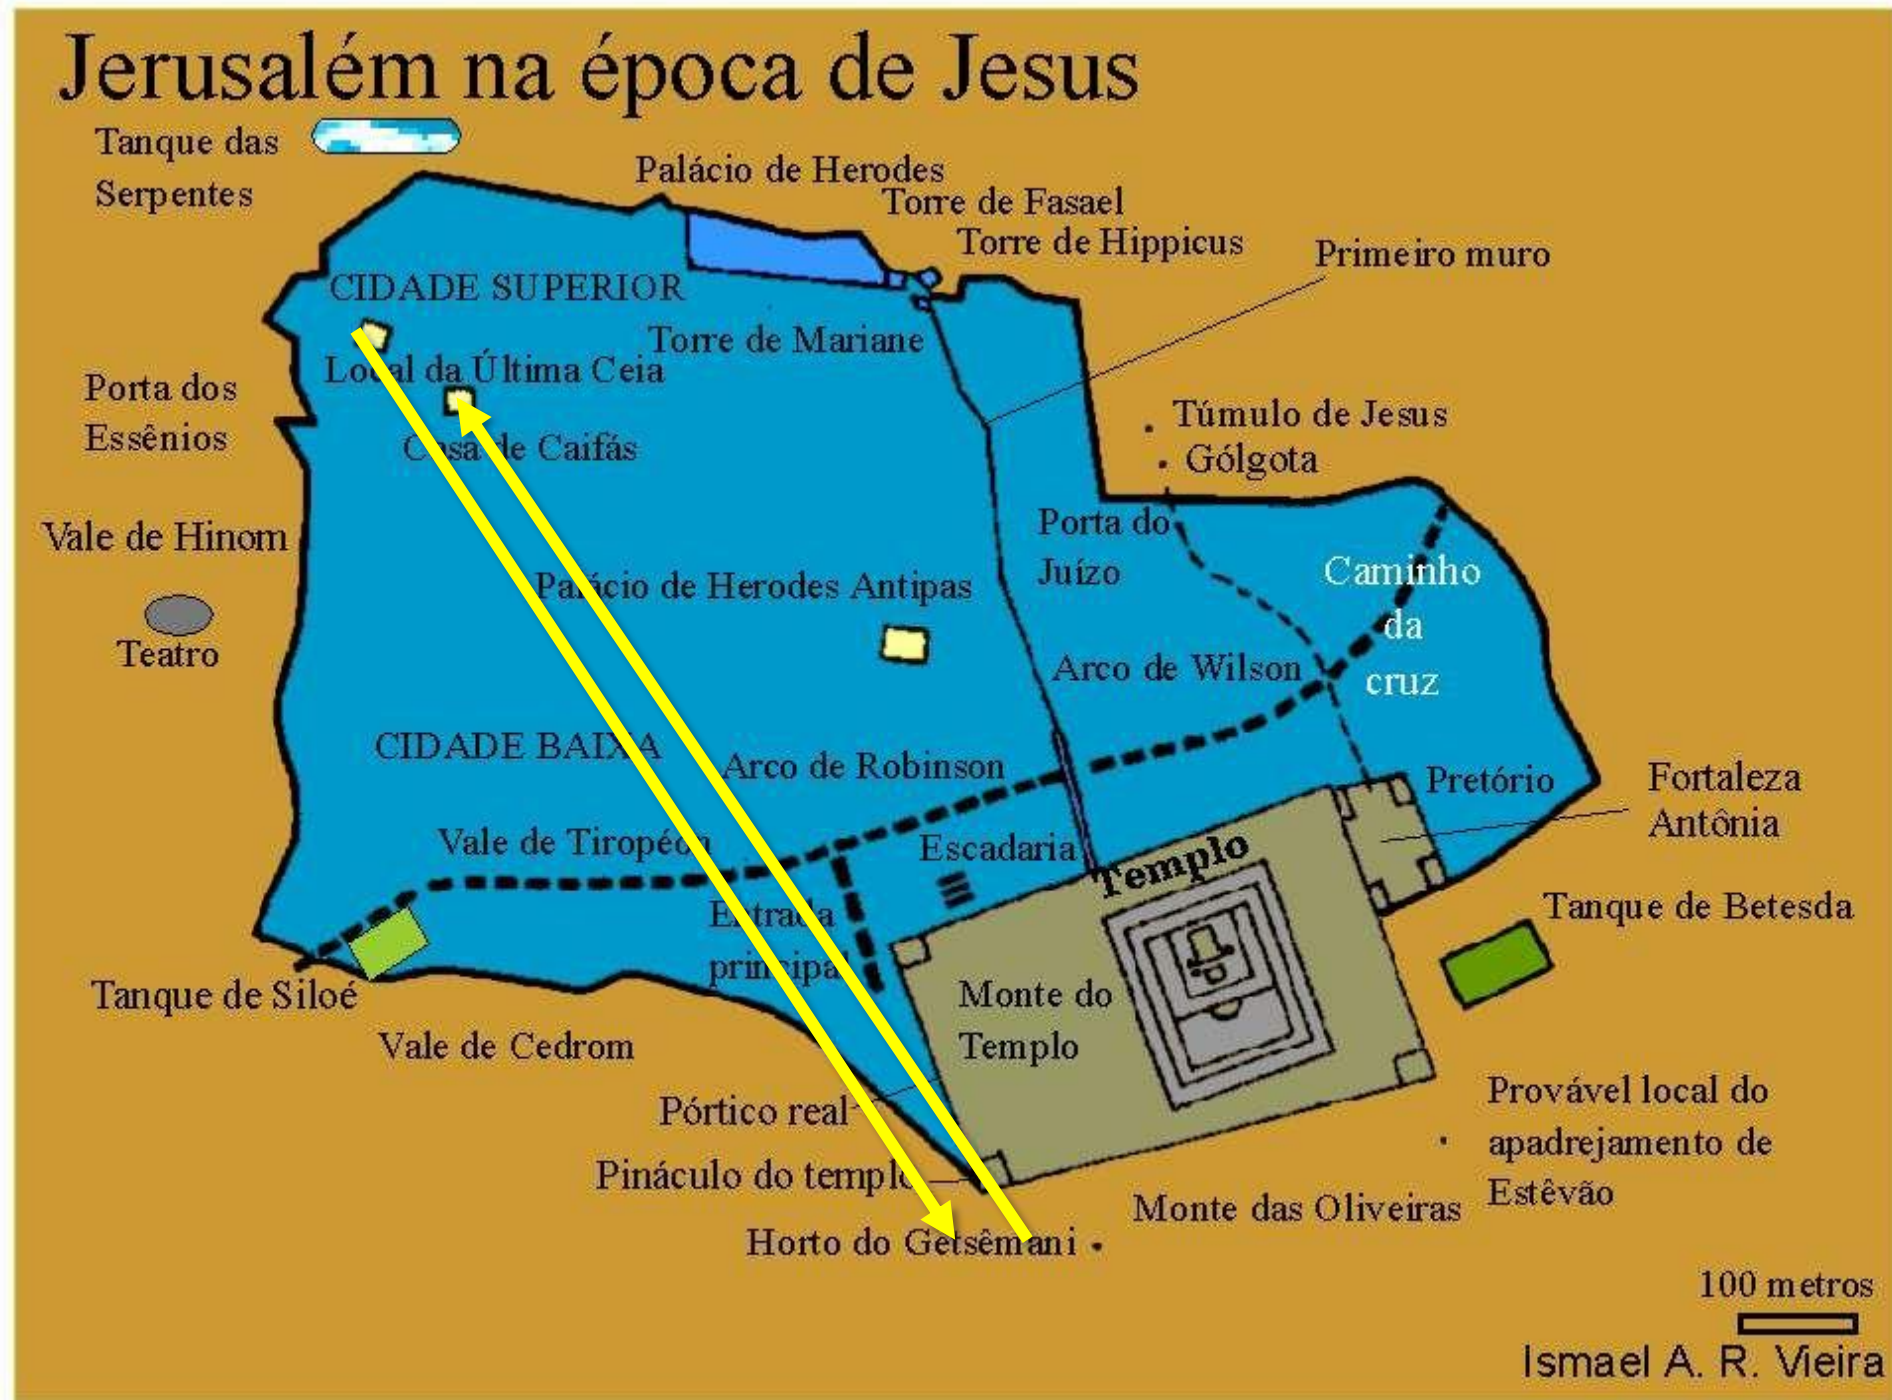 Jerusalém na época de Jesus
Tanque das
Serpentes
Palácio de Herodes
Torre de Fasael
Torre de Hippicus
Primeiro muro
CIDADE SUPERIOR
Torre de Mariane
Local da Última Ceia
Porta dos
Essênios
Casa de Caifás
Túmulo de Jesus
Gólgota
Vale de Hinom
Porta do
Juízo
Caminho
da
cruz
Palácio de Herodes Antipas
Teatro
Arco de Wilson
CIDADE BAIXA
Arco de Robinson
Pretório
Fortaleza
Antônia
Vale de Tiropéon
Escadaria
Templo
Entrada
principal
Tanque de Betesda
Tanque de Siloé
Monte do
Templo
Vale de Cedrom
Pórtico real
Provável local do
apadrejamento de
Estêvão
Pináculo do templo
Monte das Oliveiras
Horto do Getsêmani
100 metros
Ismael A. R. Vieira